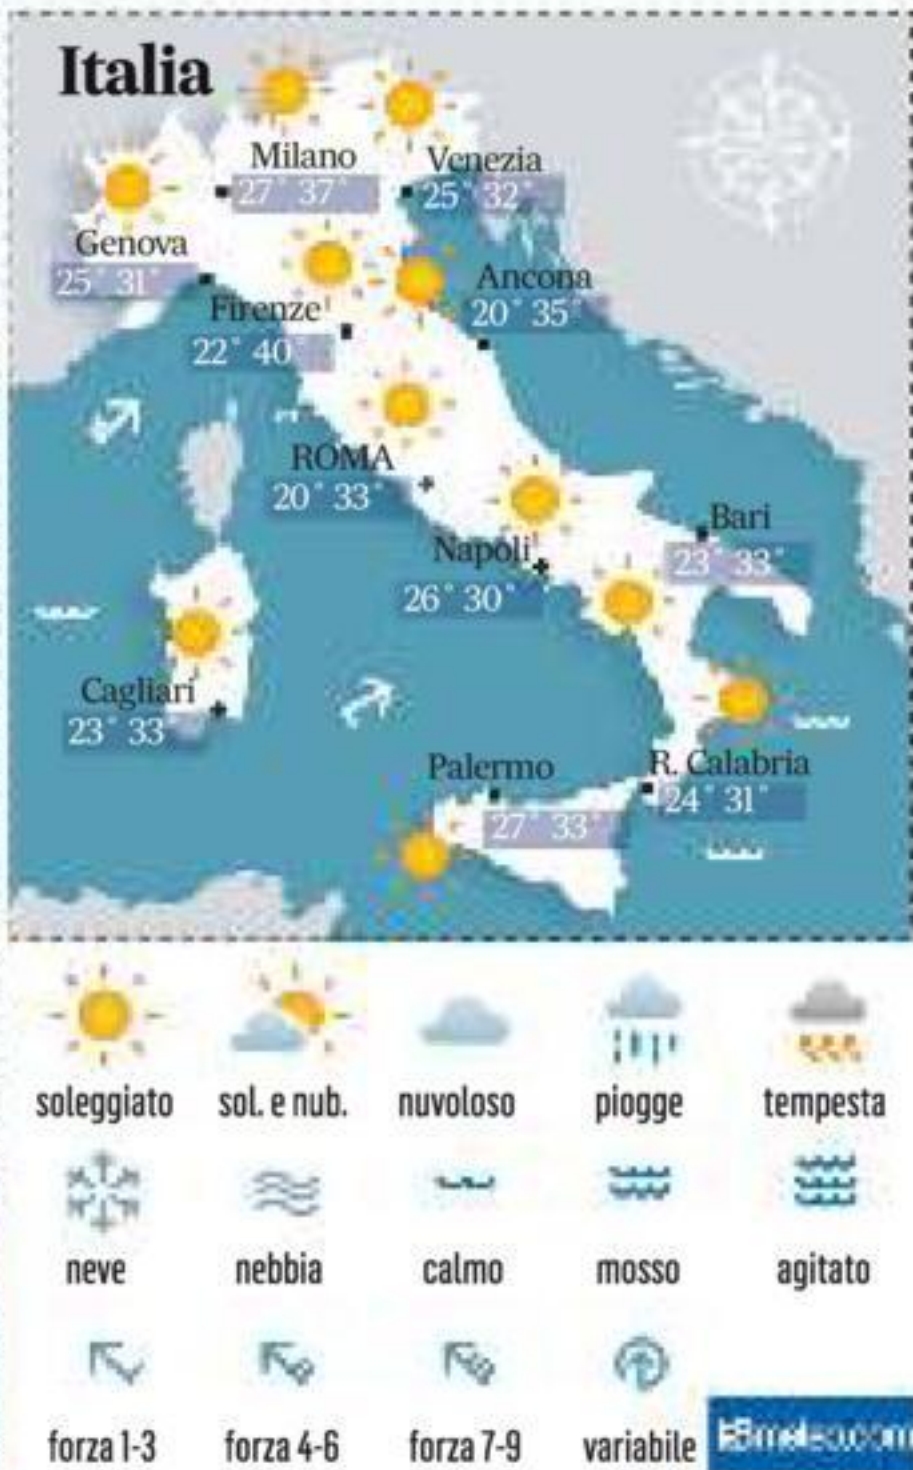 Italia
Milano
27° 37°
Venezia
25° 32°
Genova
25° 31°
Ancona
20° 35°
Firenze
22° 40°
ROMA
20° 33°
Bari
23° 33°
Napoli
26° 30°
Cagliari
23° 33°
Palermo
27° 33°
R. Calabria
24° 31°
soleggiato sol. e nub. nuvoloso piogge tempesta
neve nebbia calmo mosso agitato
forza 1-3 forza 4-6 forza 7-9 variabile